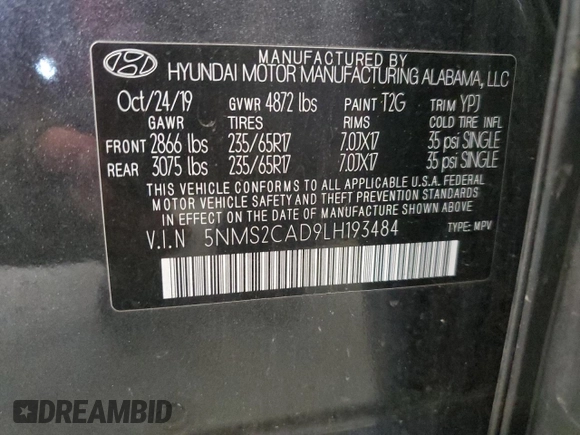 MANUFACTURED BY
HYUNDAI MOTOR MANUFACTURING ALABAMA, LLC
Oct/24/19 GVWR 4872 lbs PAINT T2G TRIM YPJ
GAWR TIRES RIMS COLD TIRE INFL
FRONT 2866 lbs 235/65R17 7.0JX17 35 psi SINGLE
REAR 3075 lbs 235/65R17 7.0JX17 35 psi SINGLE
THIS VEHICLE CONFORMS TO ALL APPLICABLE U.S.A. FEDERAL
MOTOR VEHICLE SAFETY AND THEFT PREVENTION STANDARDS
IN EFFECT ON THE DATE OF MANUFACTURE SHOWN ABOVE.
V.I.N 5NMS2CAD9LH193484 TYPE: MPV
DREAMBID